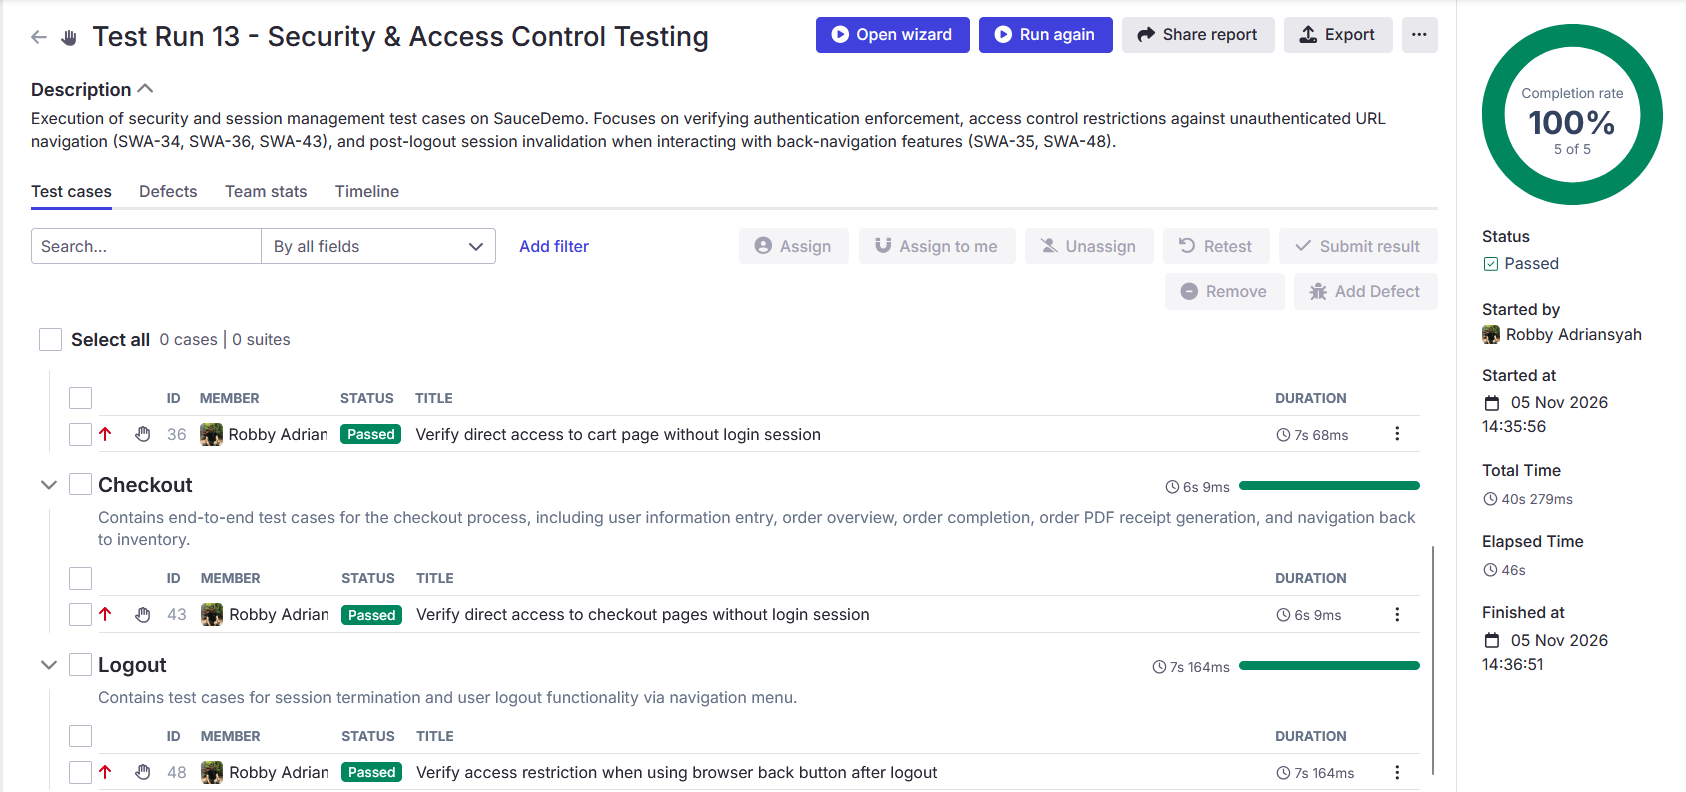 Test Run 13 - Security & Access Control Testing
Open wizard
Run again
Share report
Export
Description
Execution of security and session management test cases on SauceDemo. Focuses on verifying authentication enforcement, access control restrictions against unauthenticated URL
navigation (SWA-34, SWA-36, SWA-43), and post-logout session invalidation when interacting with back-navigation features (SWA-35, SWA-48).
Test cases Defects Team stats Timeline
Search... By all fields Add filter
Assign Assign to me Unassign Retest Submit result
Remove Add Defect
Select all 0 cases | 0 suites
ID MEMBER STATUS TITLE DURATION
36 Robby Adrian Passed Verify direct access to cart page without login session 7s 68ms
Checkout 6s 9ms
Contains end-to-end test cases for the checkout process, including user information entry, order overview, order completion, order PDF receipt generation, and navigation back
to inventory.
ID MEMBER STATUS TITLE DURATION
43 Robby Adrian Passed Verify direct access to checkout pages without login session 6s 9ms
Logout 7s 164ms
Contains test cases for session termination and user logout functionality via navigation menu.
ID MEMBER STATUS TITLE DURATION
48 Robby Adrian Passed Verify access restriction when using browser back button after logout 7s 164ms
Completion rate
100%
5 of 5
Status
Passed
Started by
Robby Adriansyah
Started at
05 Nov 2026
14:35:56
Total Time
40s 279ms
Elapsed Time
46s
Finished at
05 Nov 2026
14:36:51